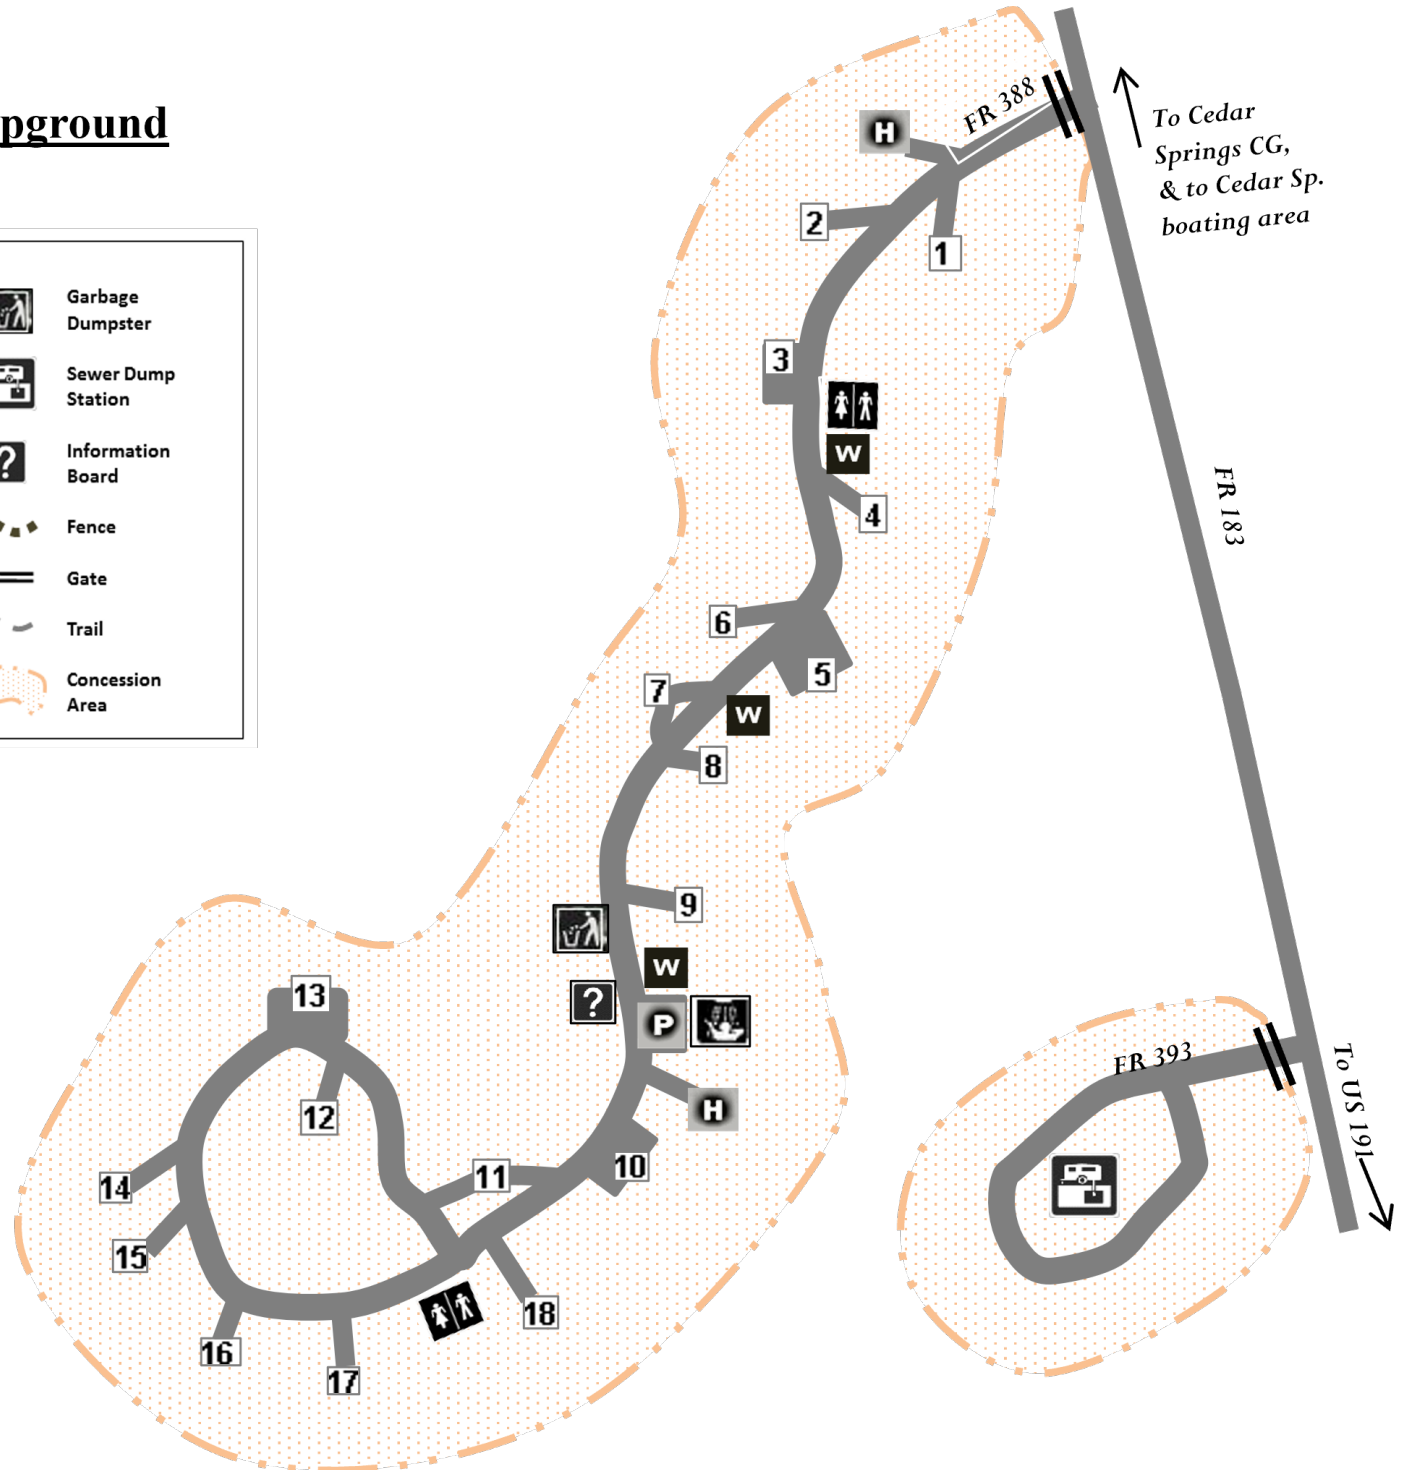 pground
Garbage
Dumpster
Sewer Dump
Station
?
Information
Board
Fence
Gate
Trail
Concession
Area
FR 388
To Cedar
Springs CG,
& to Cedar Sp.
boating area
H
2
1
3
W
4
FR 183
6
5
7
W
8
9
W
?
P
H
13
12
11
10
14
15
18
16
17
FR 393
To US 191